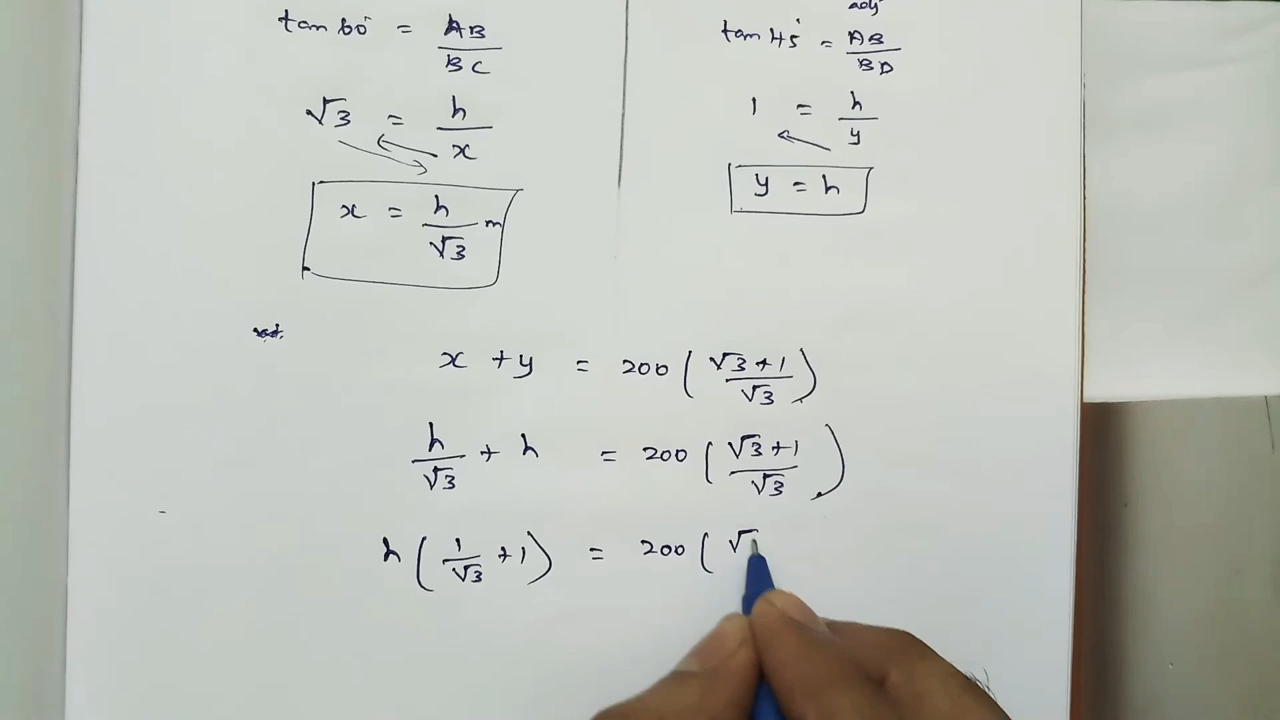 tan 60° = AB/BC
√3 = h/x
x = h/√3 m
adj
tan 45° = AB/BD
1 = h/y
y = h
x + y = 200 ( √3+1/√3 )
h/√3 + h = 200 ( √3+1/√3 )
h ( 1/√3 + 1 ) = 200 ( √